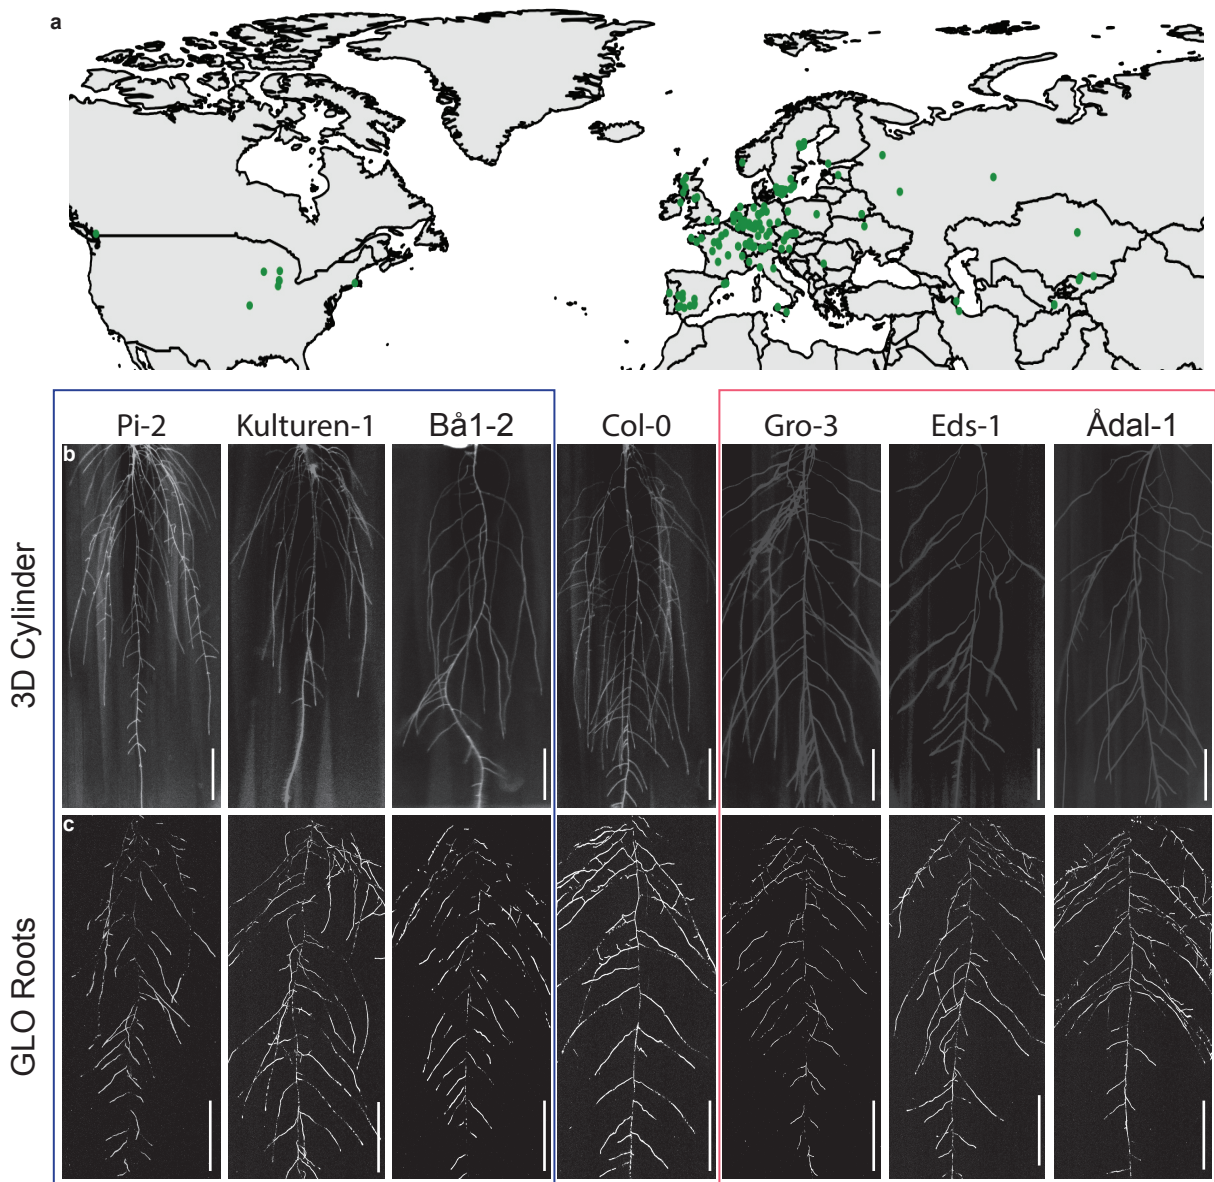 a
Pi-2 Kulturen-1 Bå1-2 Col-0 Gro-3 Eds-1 Ådal-1
b
3D Cylinder
c
GLO Roots